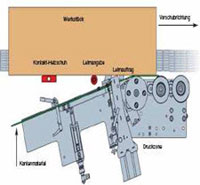 Werkstück
Vorschubrichtung
Kontakt-Heizschuh
Leimangabe
Leimauftrag
Kantenmaterial
Druckzone